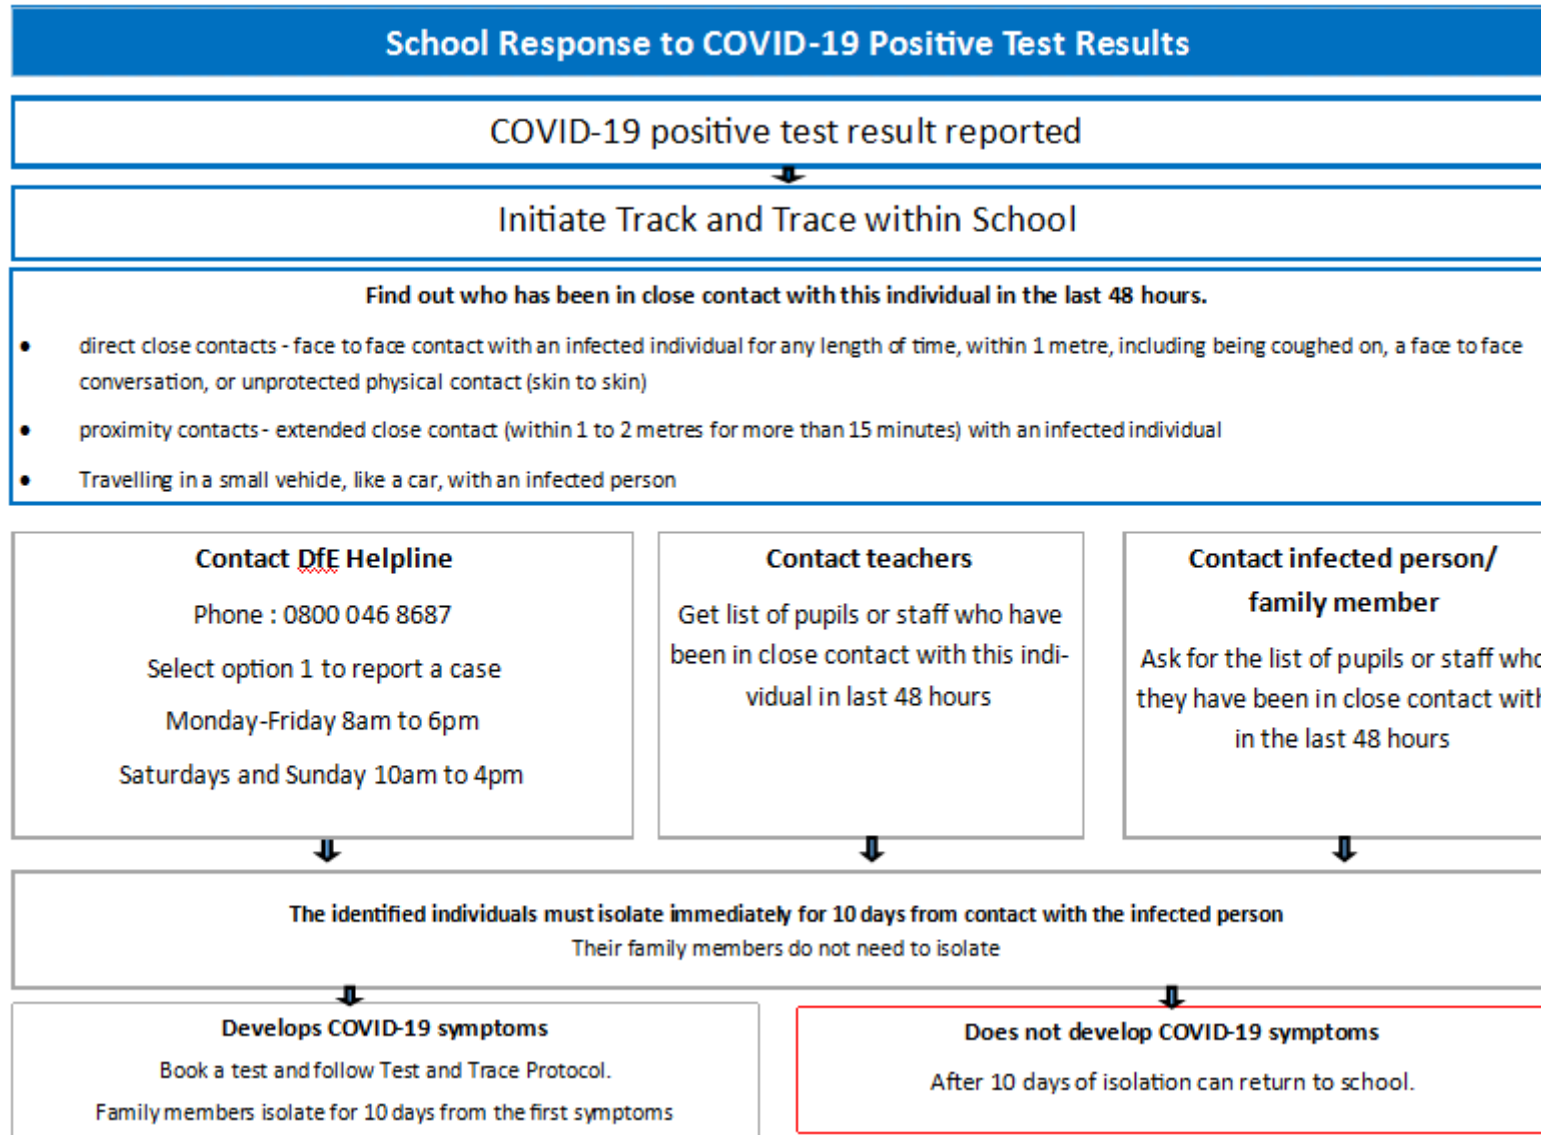 School Response to COVID-19 Positive Test Results
COVID-19 positive test result reported
Initiate Track and Trace within School
Find out who has been in close contact with this individual in the last 48 hours.
• direct close contacts - face to face contact with an infected individual for any length of time, within 1 metre, including being coughed on, a face to face
conversation, or unprotected physical contact (skin to skin)
• proximity contacts - extended close contact (within 1 to 2 metres for more than 15 minutes) with an infected individual
• Travelling in a small vehicle, like a car, with an infected person
Contact DfE Helpline
Phone : 0800 046 8687
Select option 1 to report a case
Monday-Friday 8am to 6pm
Saturdays and Sunday 10am to 4pm
Contact teachers
Get list of pupils or staff who have
been in close contact with this indi-
vidual in last 48 hours
Contact infected person/
family member
Ask for the list of pupils or staff who
they have been in close contact with
in the last 48 hours
The identified individuals must isolate immediately for 10 days from contact with the infected person
Their family members do not need to isolate
Develops COVID-19 symptoms
Book a test and follow Test and Trace Protocol.
Family members isolate for 10 days from the first symptoms
Does not develop COVID-19 symptoms
After 10 days of isolation can return to school.